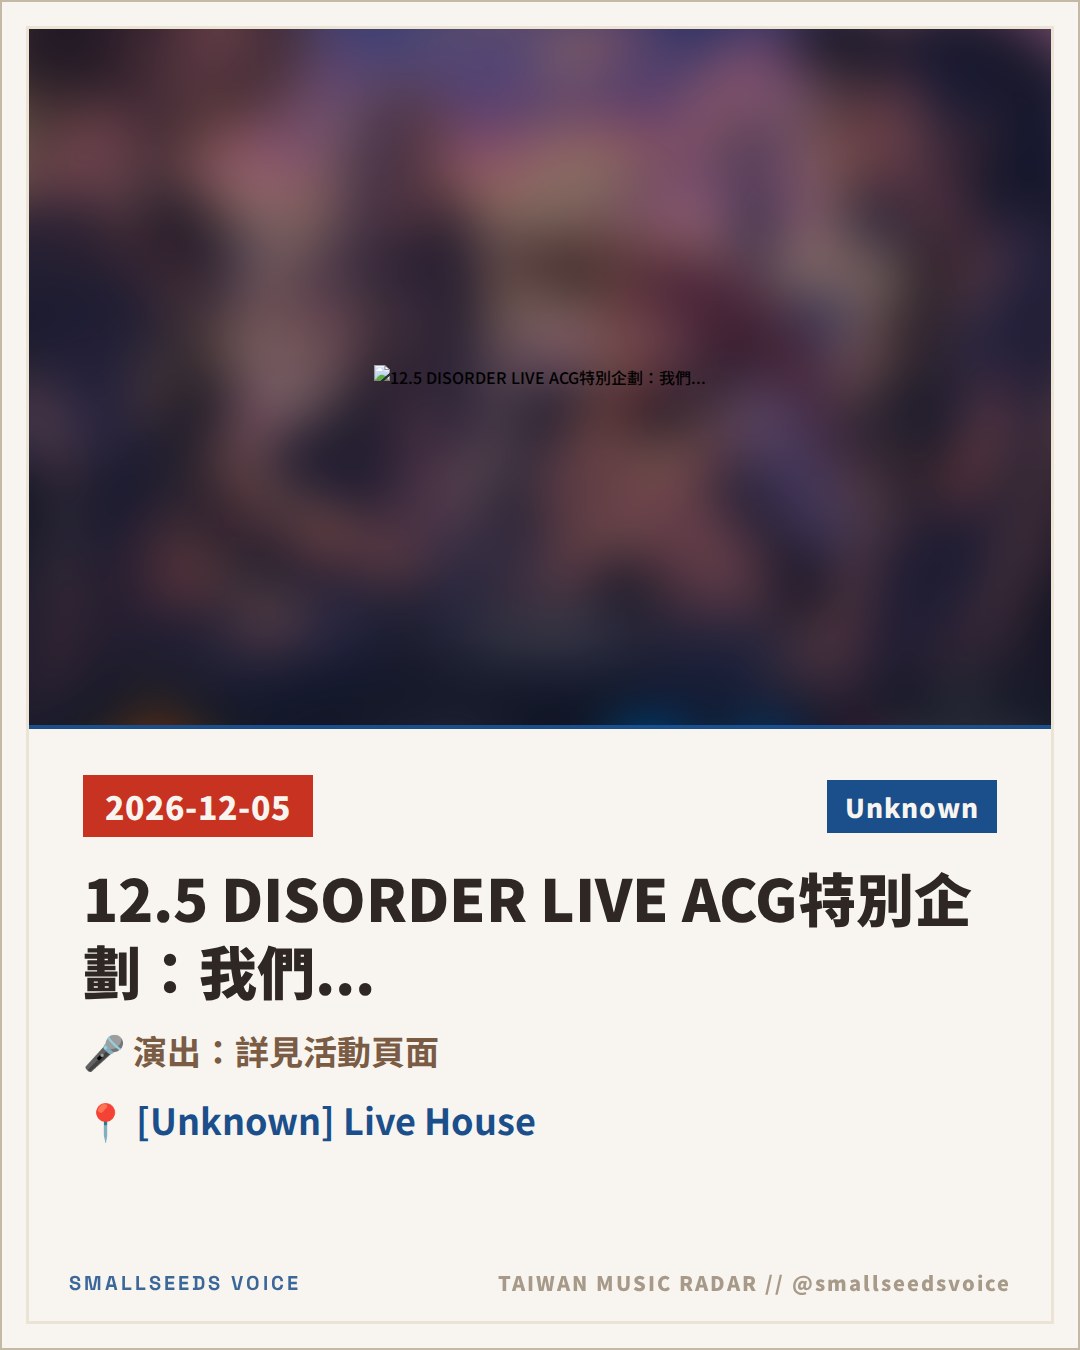 12.5 DISORDER LIVE ACG特別企劃：我們...
2026-12-05
Unknown
12.5 DISORDER LIVE ACG特別企
劃：我們...
🎤 演出：詳見活動頁面
📍 [Unknown] Live House
SMALLSEEDS VOICE
TAIWAN MUSIC RADAR // @smallseedsvoice